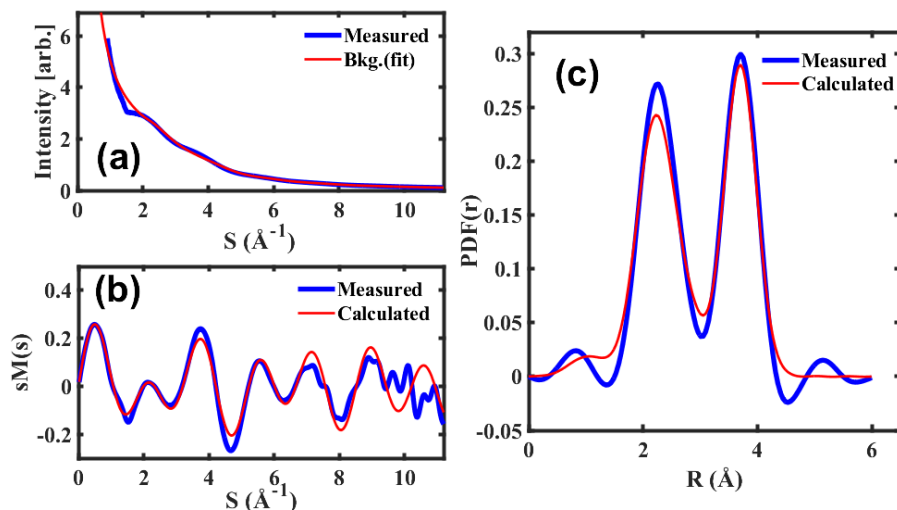 (a)
Measured
Bkg.(fit)
Intensity [arb.]
6
4
2
0
0 2 4 6 8 10
S (Å⁻¹)
(b)
Measured
Calculated
sM(s)
0.4
0.2
0
-0.2
0 2 4 6 8 10
S (Å⁻¹)
(c)
Measured
Calculated
PDF(r)
0.3
0.25
0.2
0.15
0.1
0.05
0
-0.05
0 2 4 6
R (Å)